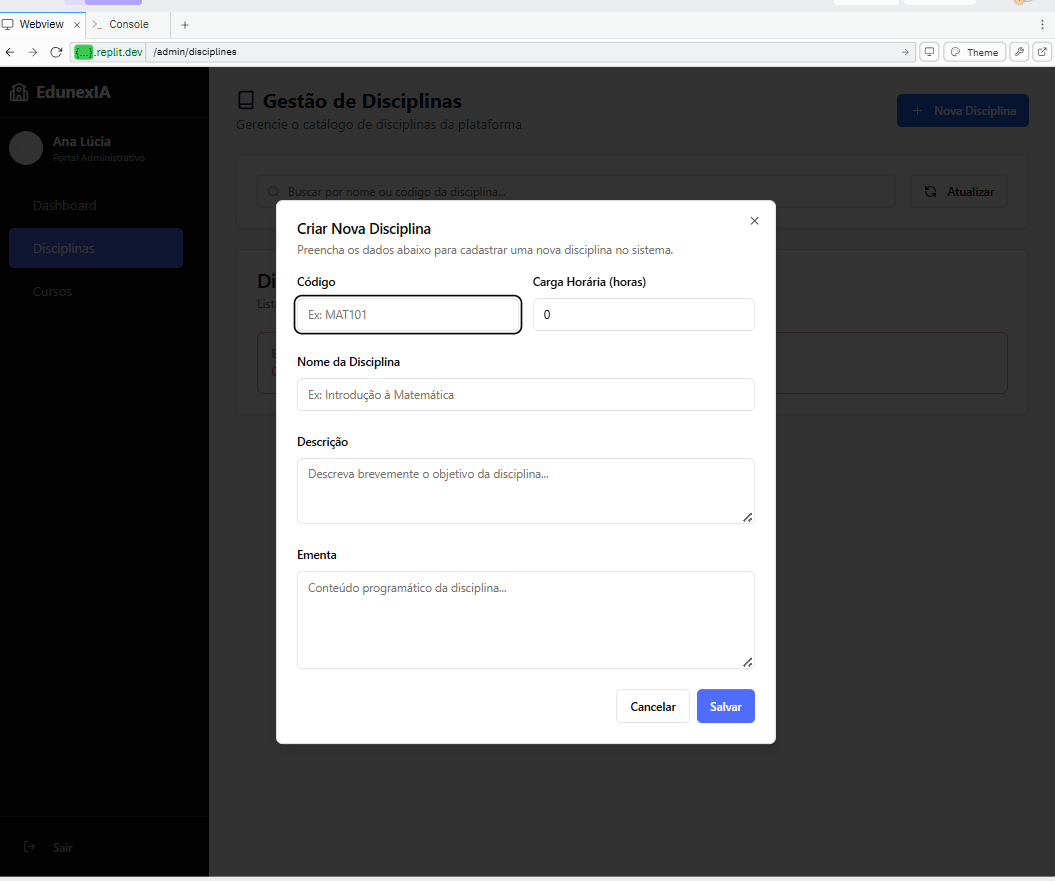 Webview
>_ Console
{...}.replit.dev /admin/disciplines
Theme
EdunexIA
Ana Lúcia
Portal Administrativo
Dashboard
Disciplinas
Cursos
Sair
Gestão de Disciplinas
Gerencie o catálogo de disciplinas da plataforma
+ Nova Disciplina
Buscar por nome ou código da disciplina...
Atualizar
Criar Nova Disciplina
Preencha os dados abaixo para cadastrar uma nova disciplina no sistema.
Código
Carga Horária (horas)
Ex: MAT101
0
Nome da Disciplina
Ex: Introdução à Matemática
Descrição
Descreva brevemente o objetivo da disciplina...
Ementa
Conteúdo programático da disciplina...
Cancelar
Salvar